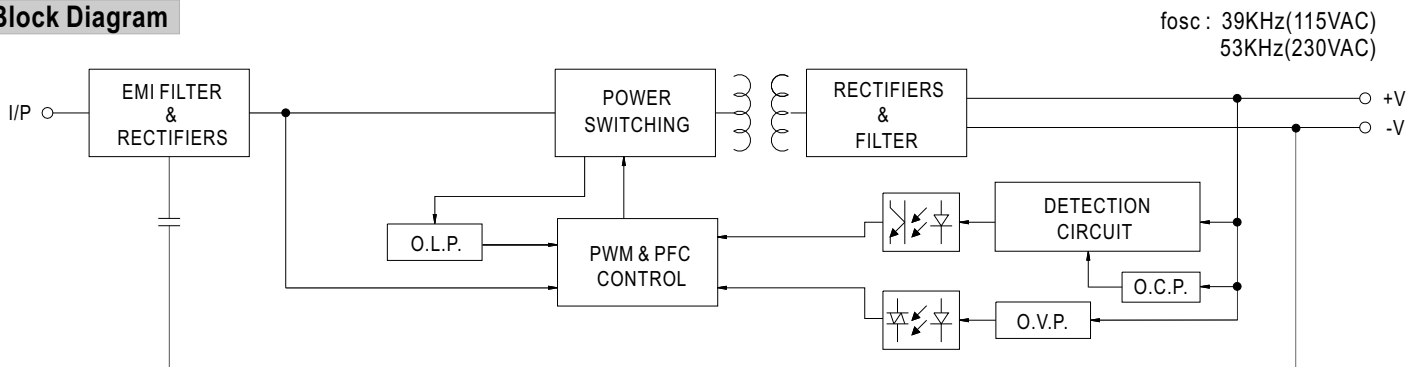 Block Diagram
fosc : 39KHz(115VAC)
53KHz(230VAC)
I/P
EMI FILTER
&
RECTIFIERS
POWER
SWITCHING
RECTIFIERS
&
FILTER
+V
-V
O.L.P.
PWM & PFC
CONTROL
DETECTION
CIRCUIT
O.C.P.
O.V.P.